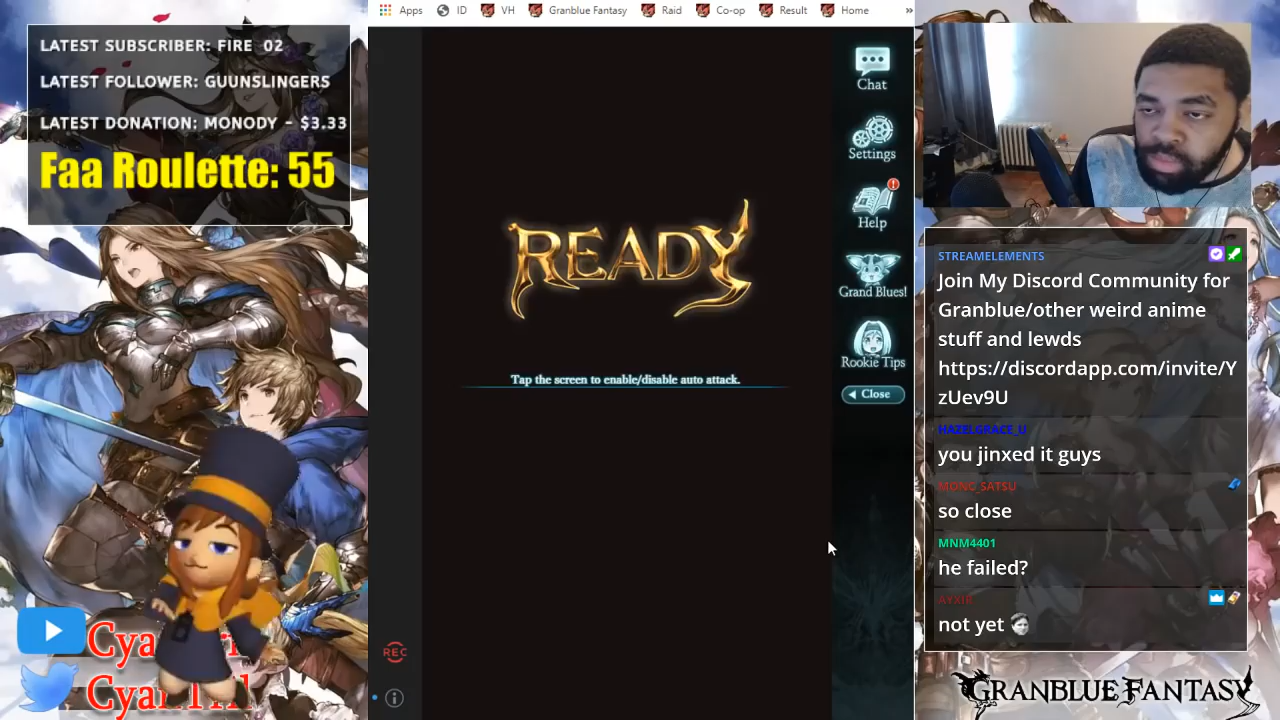 LATEST SUBSCRIBER: FIRE 02
LATEST FOLLOWER: GUUNSLINGERS
LATEST DONATION: MONODY - $3.33
Faa Roulette: 55
Apps
ID
VH
Granblue Fantasy
Raid
Co-op
Result
Home
»
READY
Tap the screen to enable/disable auto attack.
Chat
Settings
Help
Grand Blues!
Rookie Tips
Close
REC
STREAMELEMENTS
Join My Discord Community for
Granblue/other weird anime
stuff and lewds
https://discordapp.com/invite/Y
zUev9U
HAZELGRACE_U
you jinxed it guys
MONC_SATSU
so close
MNM4401
he failed?
not yet
GRANBLUE FANTASY